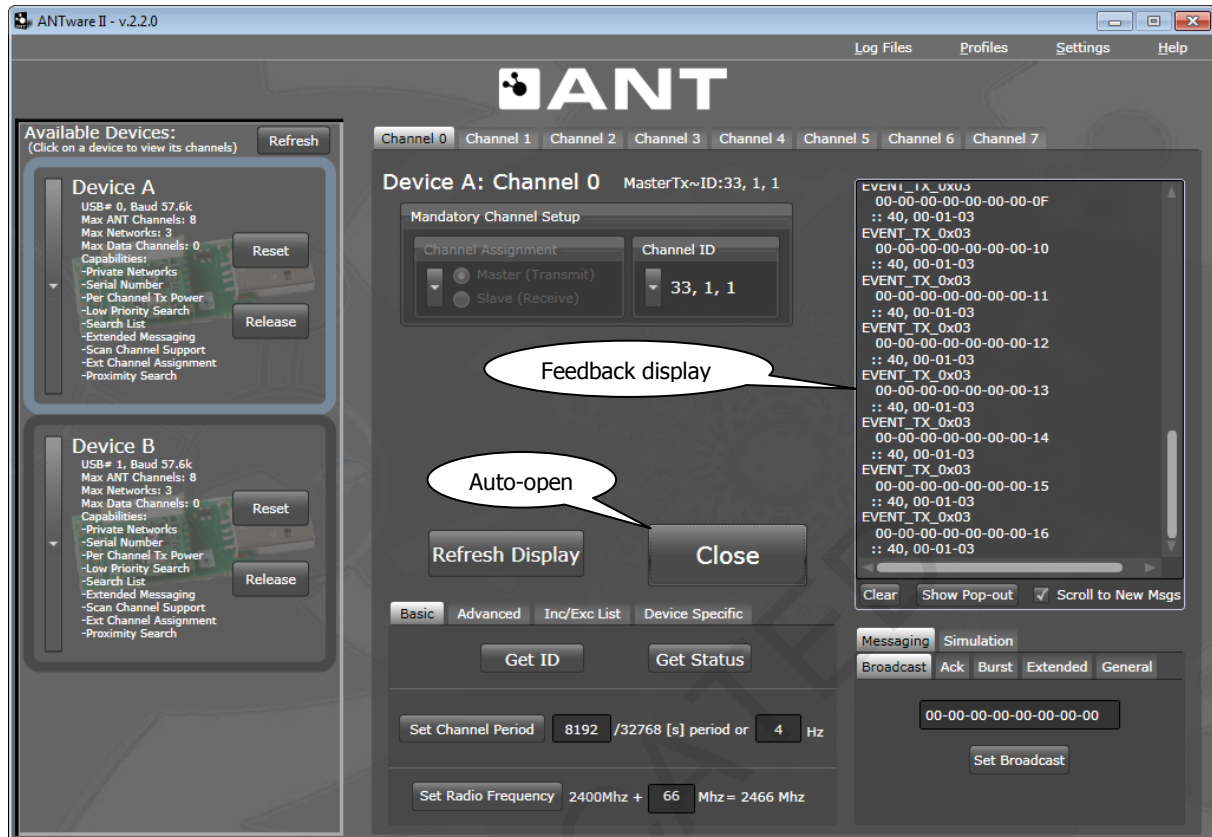 ANTware II - v.2.2.0
Log Files Profiles Settings Help
ANT
Available Devices:
(Click on a device to view its channels)
Refresh
Device A
USB# 0, Baud 57.6k
Max ANT Channels: 8
Max Networks: 3
Max Data Channels: 0
Capabilities:
-Private Networks
-Serial Number
-Per Channel Tx Power
-Low Priority Search
-Search List
-Extended Messaging
-Scan Channel Support
-Ext Channel Assignment
-Proximity Search
Reset
Release
Device B
USB# 1, Baud 57.6k
Max ANT Channels: 8
Max Networks: 3
Max Data Channels: 0
Capabilities:
-Private Networks
-Serial Number
-Per Channel Tx Power
-Low Priority Search
-Search List
-Extended Messaging
-Scan Channel Support
-Ext Channel Assignment
-Proximity Search
Reset
Release
Channel 0 Channel 1 Channel 2 Channel 3 Channel 4 Channel 5 Channel 6 Channel 7
Device A: Channel 0 MasterTx~ID:33, 1, 1
Mandatory Channel Setup
Channel Assignment
Master (Transmit)
Slave (Receive)
Channel ID
33, 1, 1
Feedback display
Auto-open
Refresh Display
Close
EVENT_TX_0x03
00-00-00-00-00-00-00-0F
:: 40, 00-01-03
EVENT_TX_0x03
00-00-00-00-00-00-00-10
:: 40, 00-01-03
EVENT_TX_0x03
00-00-00-00-00-00-00-11
:: 40, 00-01-03
EVENT_TX_0x03
00-00-00-00-00-00-00-12
:: 40, 00-01-03
EVENT_TX_0x03
00-00-00-00-00-00-00-13
:: 40, 00-01-03
EVENT_TX_0x03
00-00-00-00-00-00-00-14
:: 40, 00-01-03
EVENT_TX_0x03
00-00-00-00-00-00-00-15
:: 40, 00-01-03
EVENT_TX_0x03
00-00-00-00-00-00-00-16
:: 40, 00-01-03
Clear Show Pop-out Scroll to New Msgs
Basic Advanced Inc/Exc List Device Specific
Get ID Get Status
Set Channel Period 8192 /32768 [s] period or 4 Hz
Set Radio Frequency 2400Mhz + 66 Mhz= 2466 Mhz
Messaging Simulation
Broadcast Ack Burst Extended General
00-00-00-00-00-00-00-00
Set Broadcast